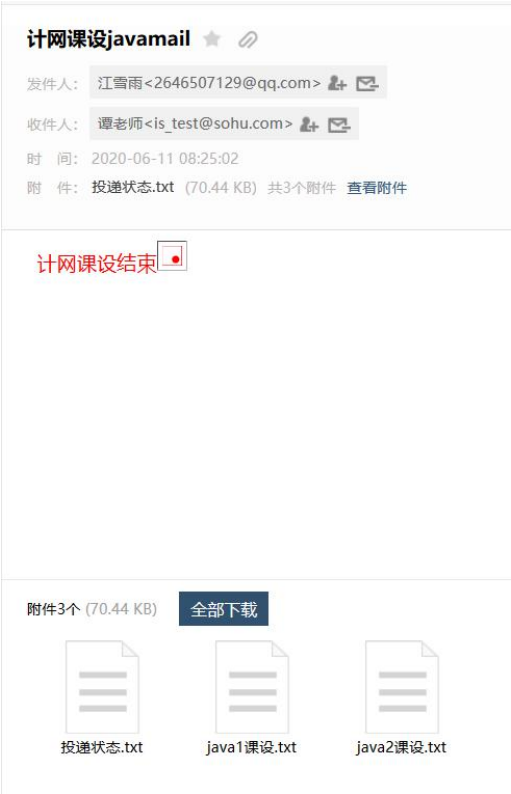 计网课设javamail
发件人： 江雪雨<2646507129@qq.com>
收件人： 谭老师<is_test@sohu.com>
时 间： 2020-06-11 08:25:02
附 件： 投递状态.txt (70.44 KB) 共3个附件 查看附件
计网课设结束
附件3个 (70.44 KB) 全部下载
投递状态.txt java1课设.txt java2课设.txt